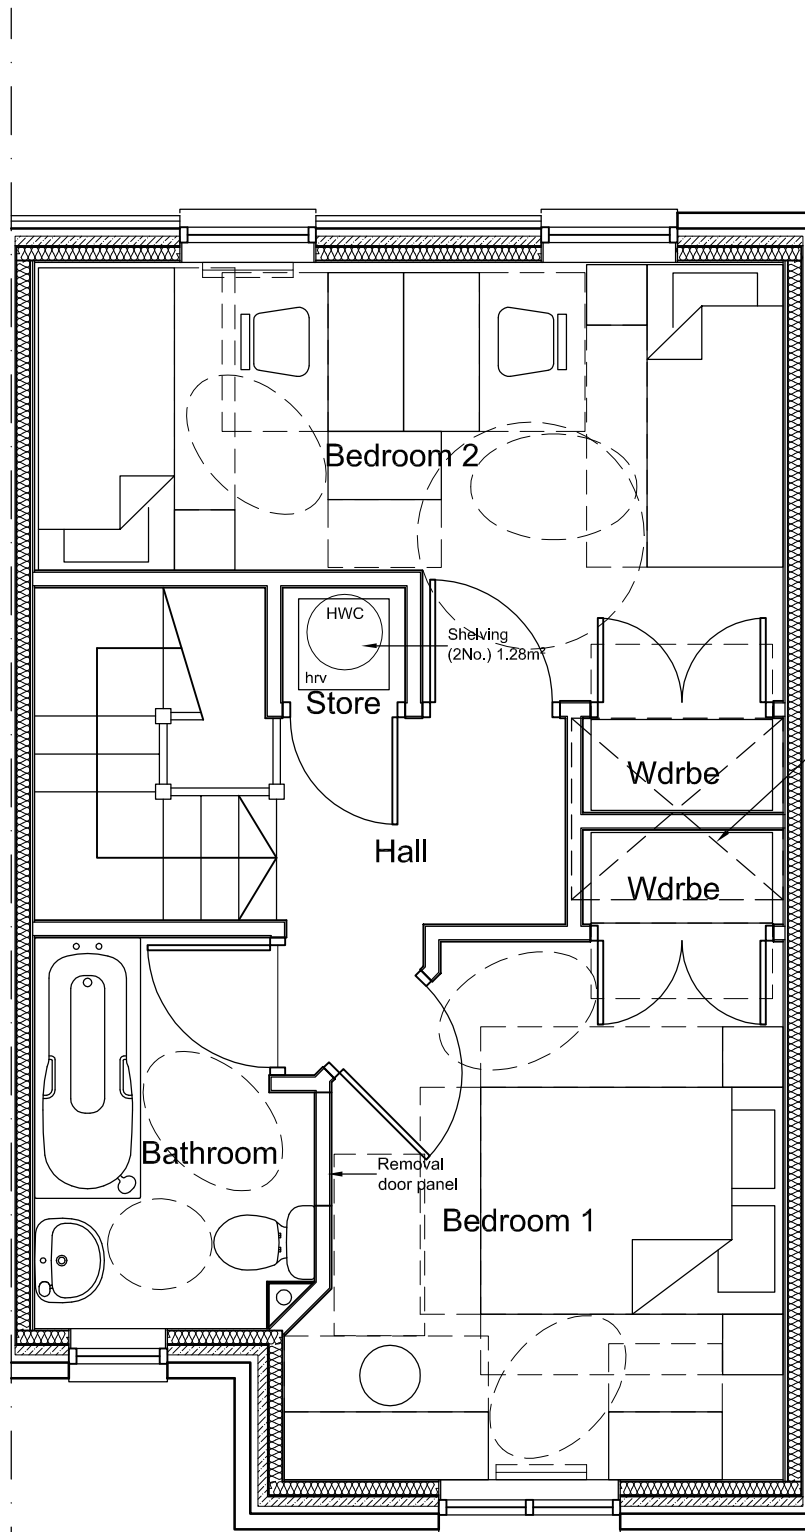 Bedroom 2
HWC
Shelving
(2No.) 1.28m²
hrv
Store
Wdrbe
Hall
Wdrbe
Bathroom
Removal
door panel
Bedroom 1